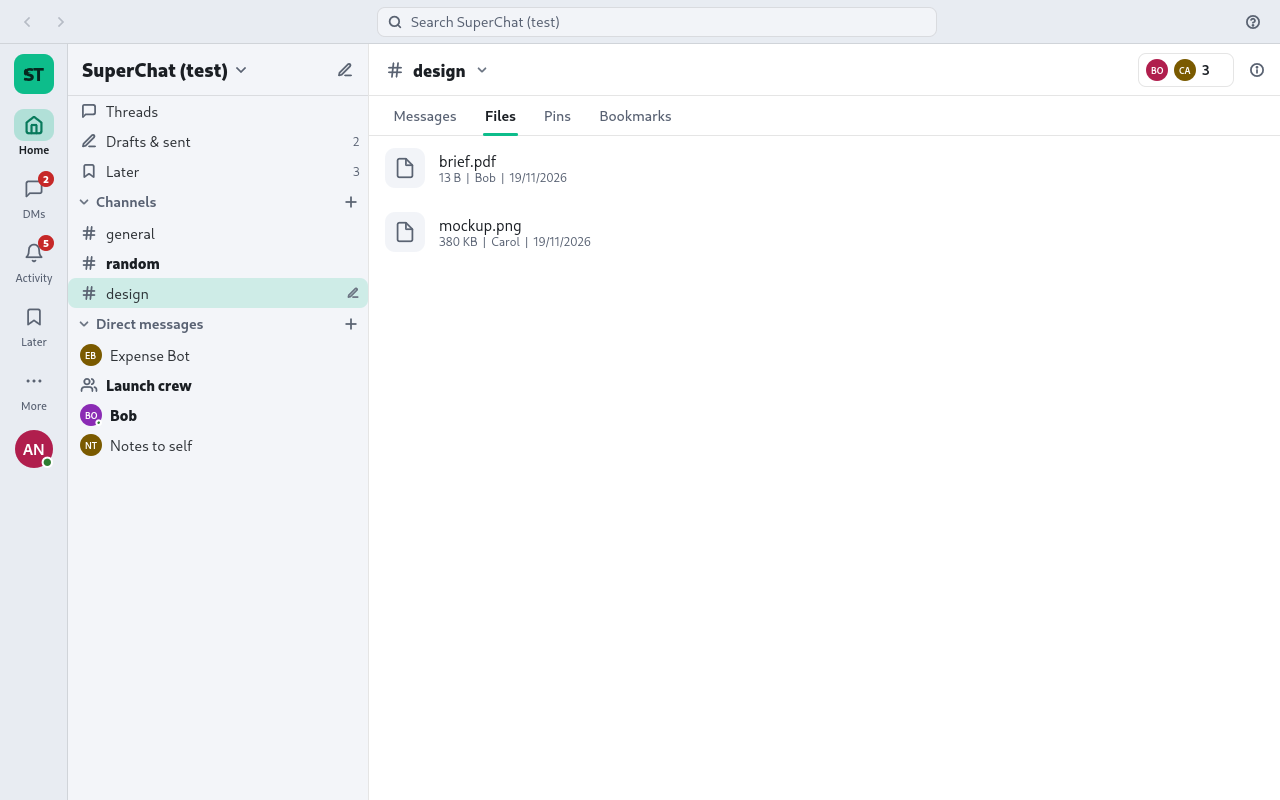 Search SuperChat (test)
ST
Home
2
DMs
5
Activity
Later
More
AN
SuperChat (test)
Threads
Drafts & sent 2
Later 3
Channels
general
random
design
Direct messages
EB Expense Bot
Launch crew
BO Bob
NT Notes to self
design
BO CA 3
Messages Files Pins Bookmarks
brief.pdf
13 B | Bob | 19/11/2026
mockup.png
380 KB | Carol | 19/11/2026